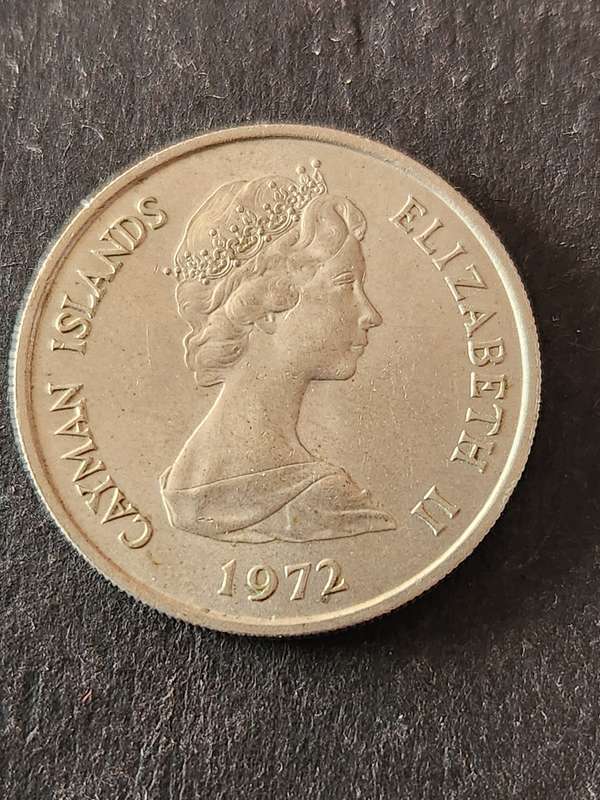 CAYMAN ISLANDS
ELIZABETH II
1972